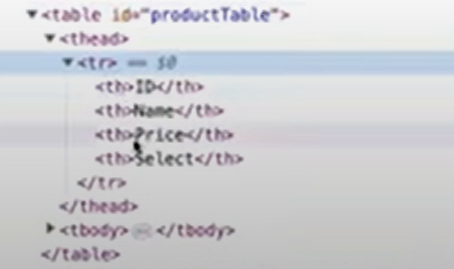 ▼<table id="productTable">
▼<thead>
▼<tr> == $0
<th>ID</th>
<th>Name</th>
<th>Price</th>
<th>Select</th>
</tr>
</thead>
▶<tbody>⋯</tbody>
</table>